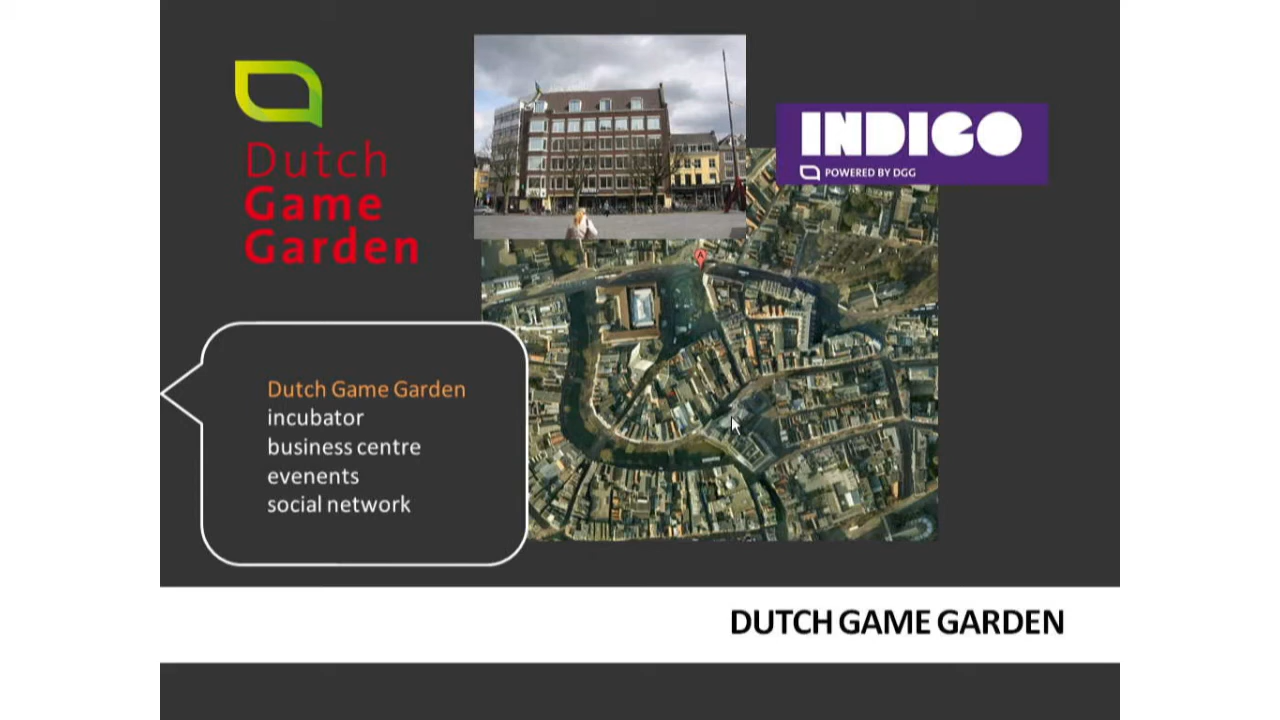 Dutch
Game
Garden
INDIGO
POWERED BY DGG
A
Dutch Game Garden
incubator
business centre
evenents
social network
DUTCH GAME GARDEN